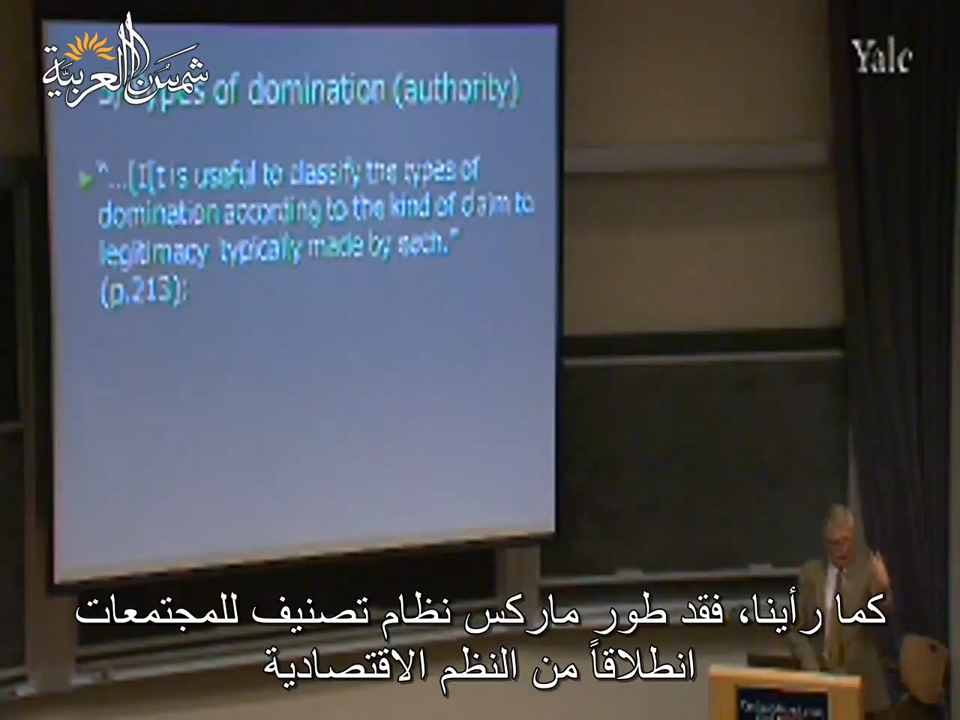 شمس العربية
Yale
Types of domination (authority)
"...[I]t is useful to classify the types of
domination according to the kind of claim to
legitimacy typically made by each."
(p.213):
كما رأينا، فقد طور ماركس نظام تصنيف للمجتمعات
انطلاقاً من النظم الاقتصادية